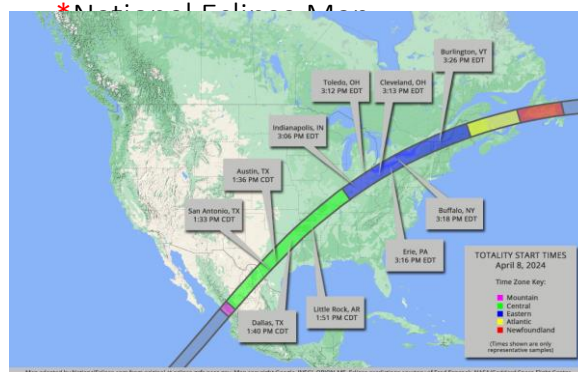 *National Eclipse Map
Burlington, VT
3:26 PM EDT
Toledo, OH
3:12 PM EDT
Cleveland, OH
3:13 PM EDT
Indianapolis, IN
3:06 PM EDT
Austin, TX
1:36 PM CDT
San Antonio, TX
1:33 PM CDT
Buffalo, NY
3:18 PM EDT
Erie, PA
3:16 PM EDT
Little Rock, AR
1:51 PM CDT
Dallas, TX
1:40 PM CDT
TOTALITY START TIMES
April 8, 2024
Time Zone Key:
Mountain
Central
Eastern
Atlantic
Newfoundland
(Times shown are only
representative samples)